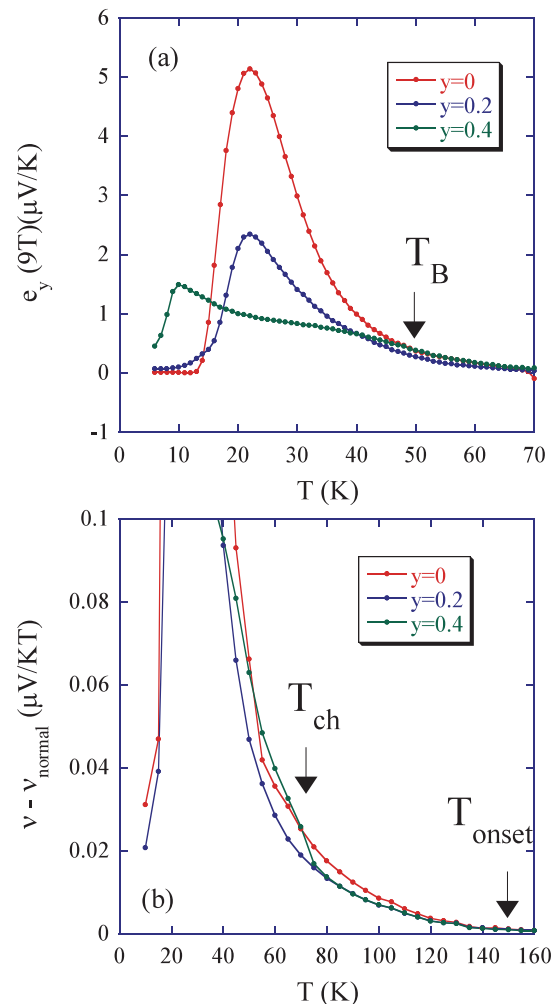 (a)
y=0
y=0.2
y=0.4
T_B
e_y (9T)(μV/K)
6
5
4
3
2
1
0
-1
0 10 20 30 40 50 60 70
T (K)
y=0
y=0.2
y=0.4
T_ch
T_onset
(b)
ν - ν_normal (μV/KT)
0.1
0.08
0.06
0.04
0.02
0
0 20 40 60 80 100 120 140 160
T (K)